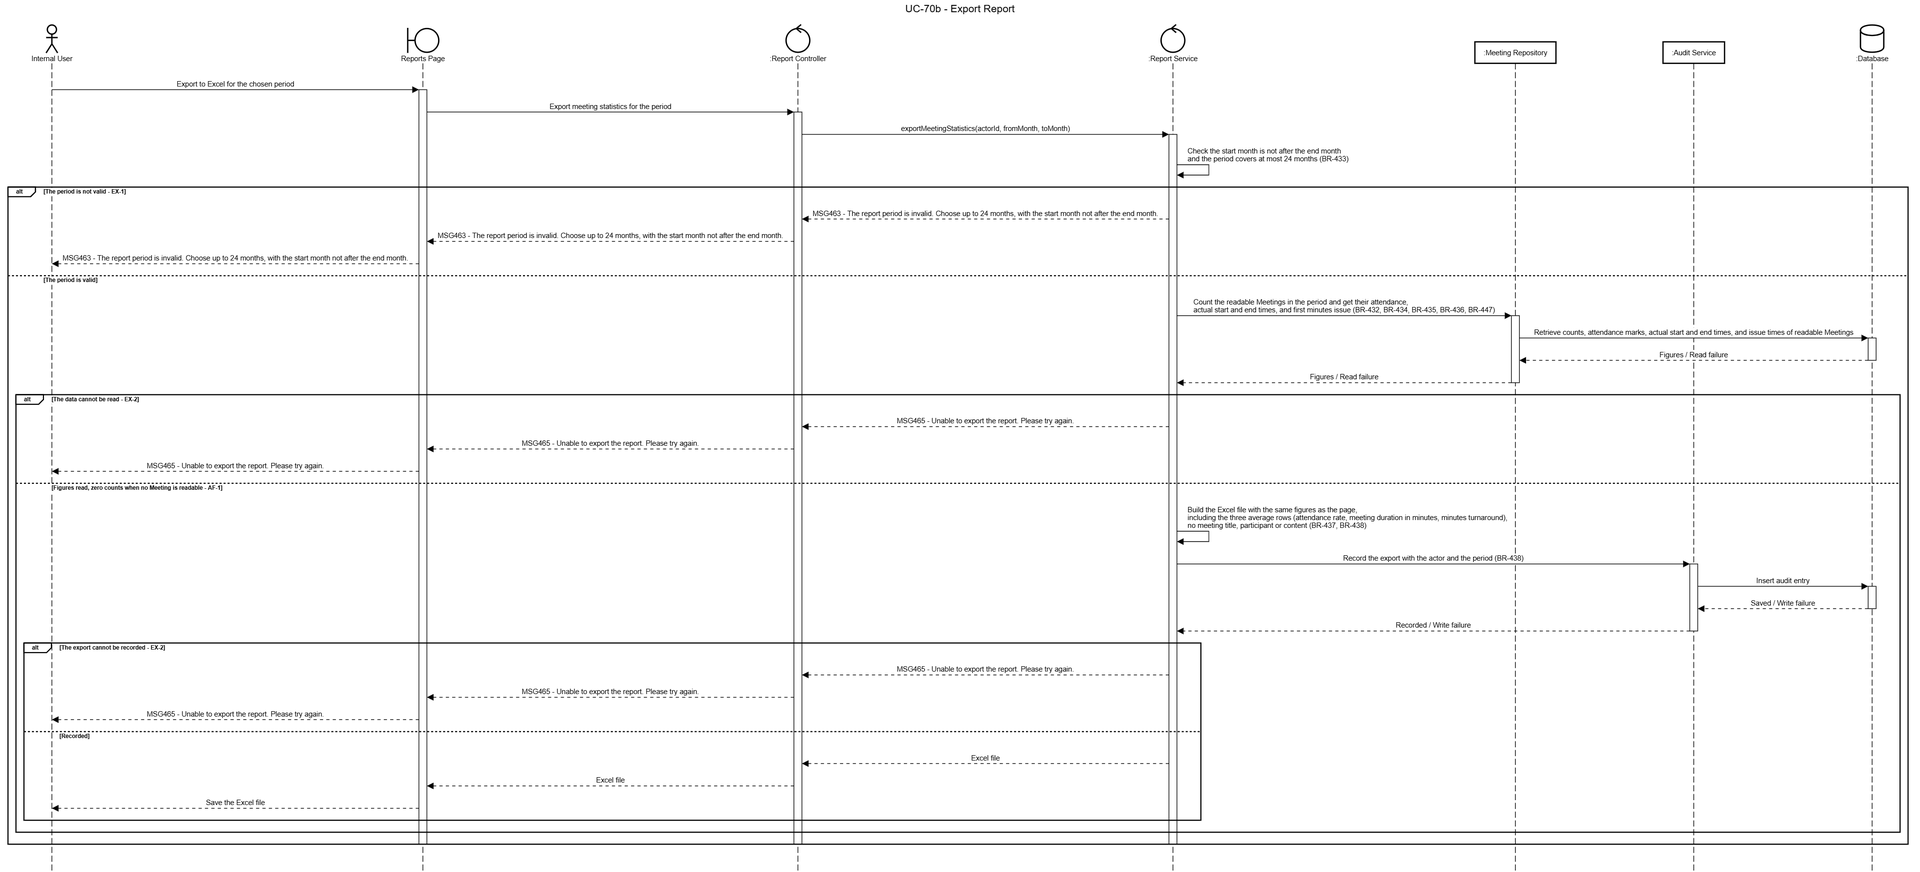 UC-70b - Export Report
Internal User
Reports Page
:Report Controller
:Report Service
:Meeting Repository
:Audit Service
:Database
Export to Excel for the chosen period
Export meeting statistics for the period
exportMeetingStatistics(actorId, fromMonth, toMonth)
Check the start month is not after the end month
and the period covers at most 24 months (BR-433)
alt
[The period is not valid - EX-1]
MSG463 - The report period is invalid. Choose up to 24 months, with the start month not after the end month.
MSG463 - The report period is invalid. Choose up to 24 months, with the start month not after the end month.
MSG463 - The report period is invalid. Choose up to 24 months, with the start month not after the end month.
[The period is valid]
Count the readable Meetings in the period and get their attendance,
actual start and end times, and first minutes issue (BR-432, BR-434, BR-435, BR-436, BR-447)
Retrieve counts, attendance marks, actual start and end times, and issue times of readable Meetings
Figures / Read failure
Figures / Read failure
alt
[The data cannot be read - EX-2]
MSG465 - Unable to export the report. Please try again.
MSG465 - Unable to export the report. Please try again.
MSG465 - Unable to export the report. Please try again.
[Figures read, zero counts when no Meeting is readable - AF-1]
Build the Excel file with the same figures as the page,
including the three average rows (attendance rate, meeting duration in minutes, minutes turnaround),
no meeting title, participant or content (BR-437, BR-438)
Record the export with the actor and the period (BR-438)
Insert audit entry
Saved / Write failure
Recorded / Write failure
alt
[The export cannot be recorded - EX-2]
MSG465 - Unable to export the report. Please try again.
MSG465 - Unable to export the report. Please try again.
MSG465 - Unable to export the report. Please try again.
[Recorded]
Excel file
Excel file
Save the Excel file